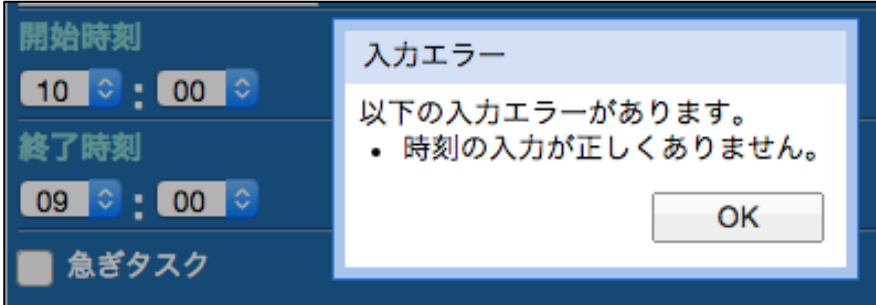 開始時刻
10 : 00
終了時刻
09 : 00
急ぎタスク
入力エラー
以下の入力エラーがあります。
• 時刻の入力が正しくありません。
OK